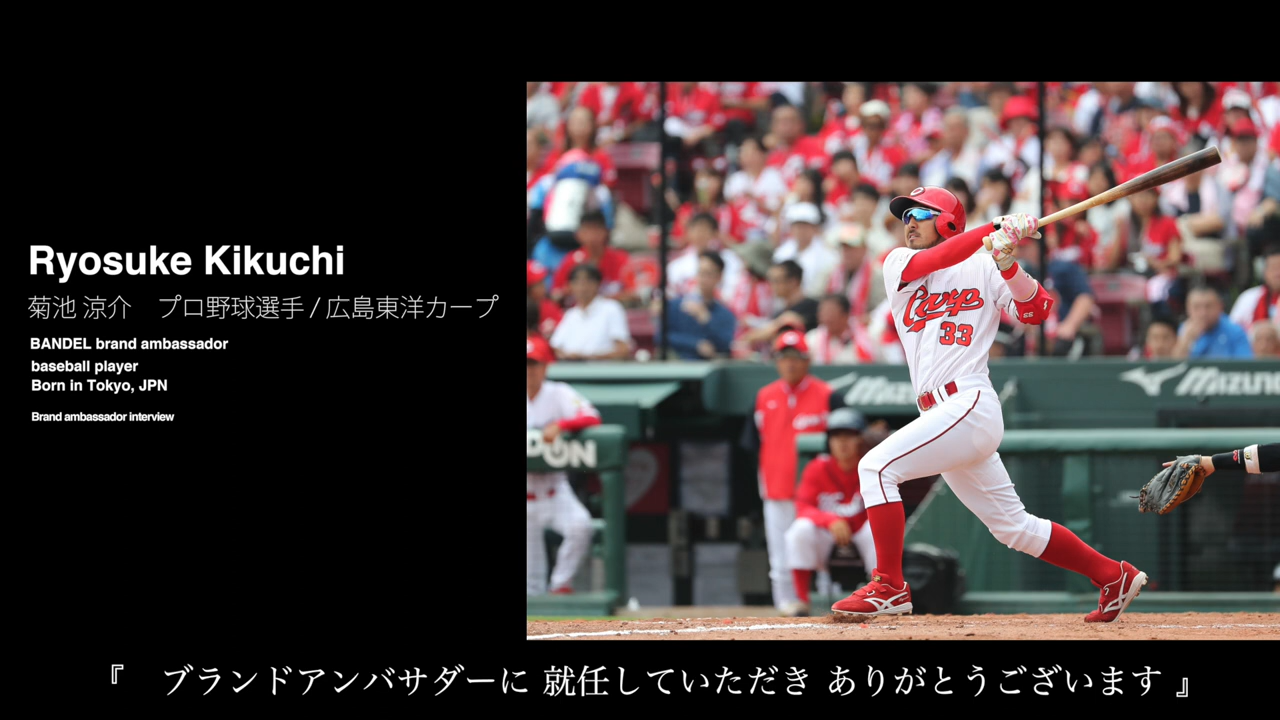 Ryosuke Kikuchi
菊池 涼介　プロ野球選手 / 広島東洋カープ
BANDEL brand ambassador
baseball player
Born in Tokyo, JPN
Brand ambassador interview
Carp
33
Mizuno
Mizuno
『　ブランドアンバサダーに 就任していただき ありがとうございます 』